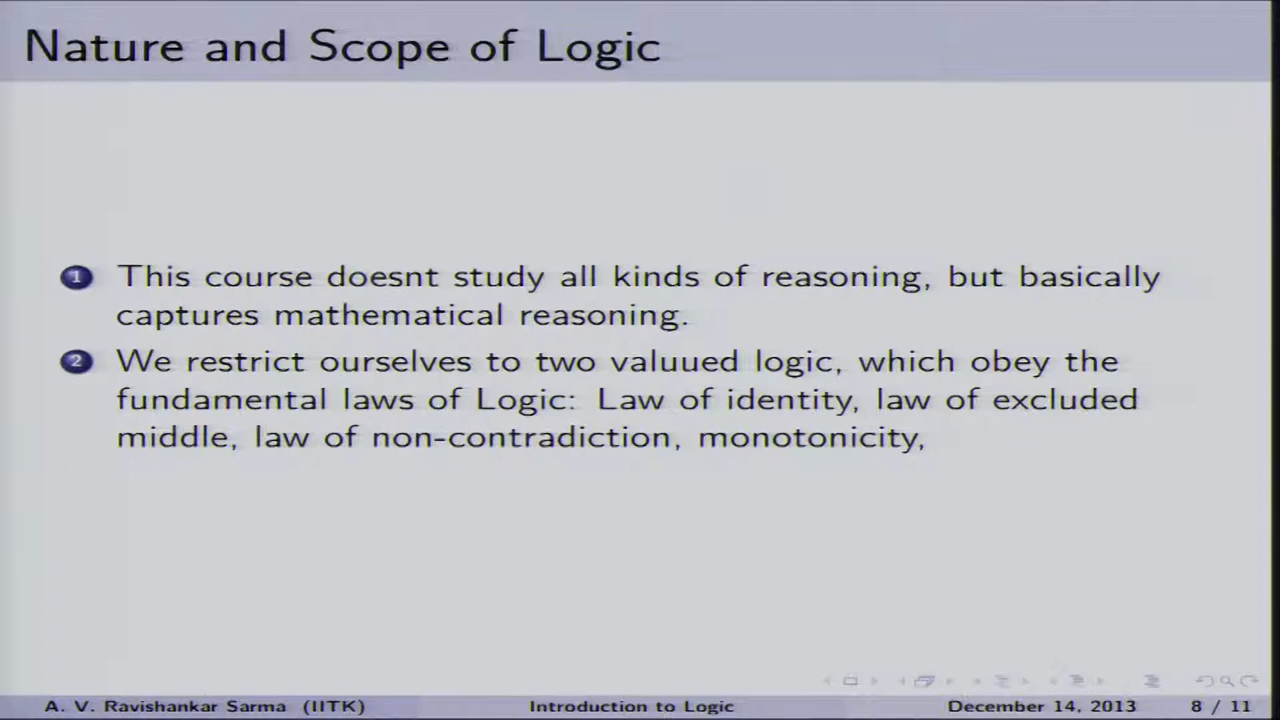 Nature and Scope of Logic
1 This course doesnt study all kinds of reasoning, but basically
captures mathematical reasoning.
2 We restrict ourselves to two valuued logic, which obey the
fundamental laws of Logic: Law of identity, law of excluded
middle, law of non-contradiction, monotonicity,
A. V. Ravishankar Sarma (IITK) Introduction to Logic December 14, 2013 8 / 11